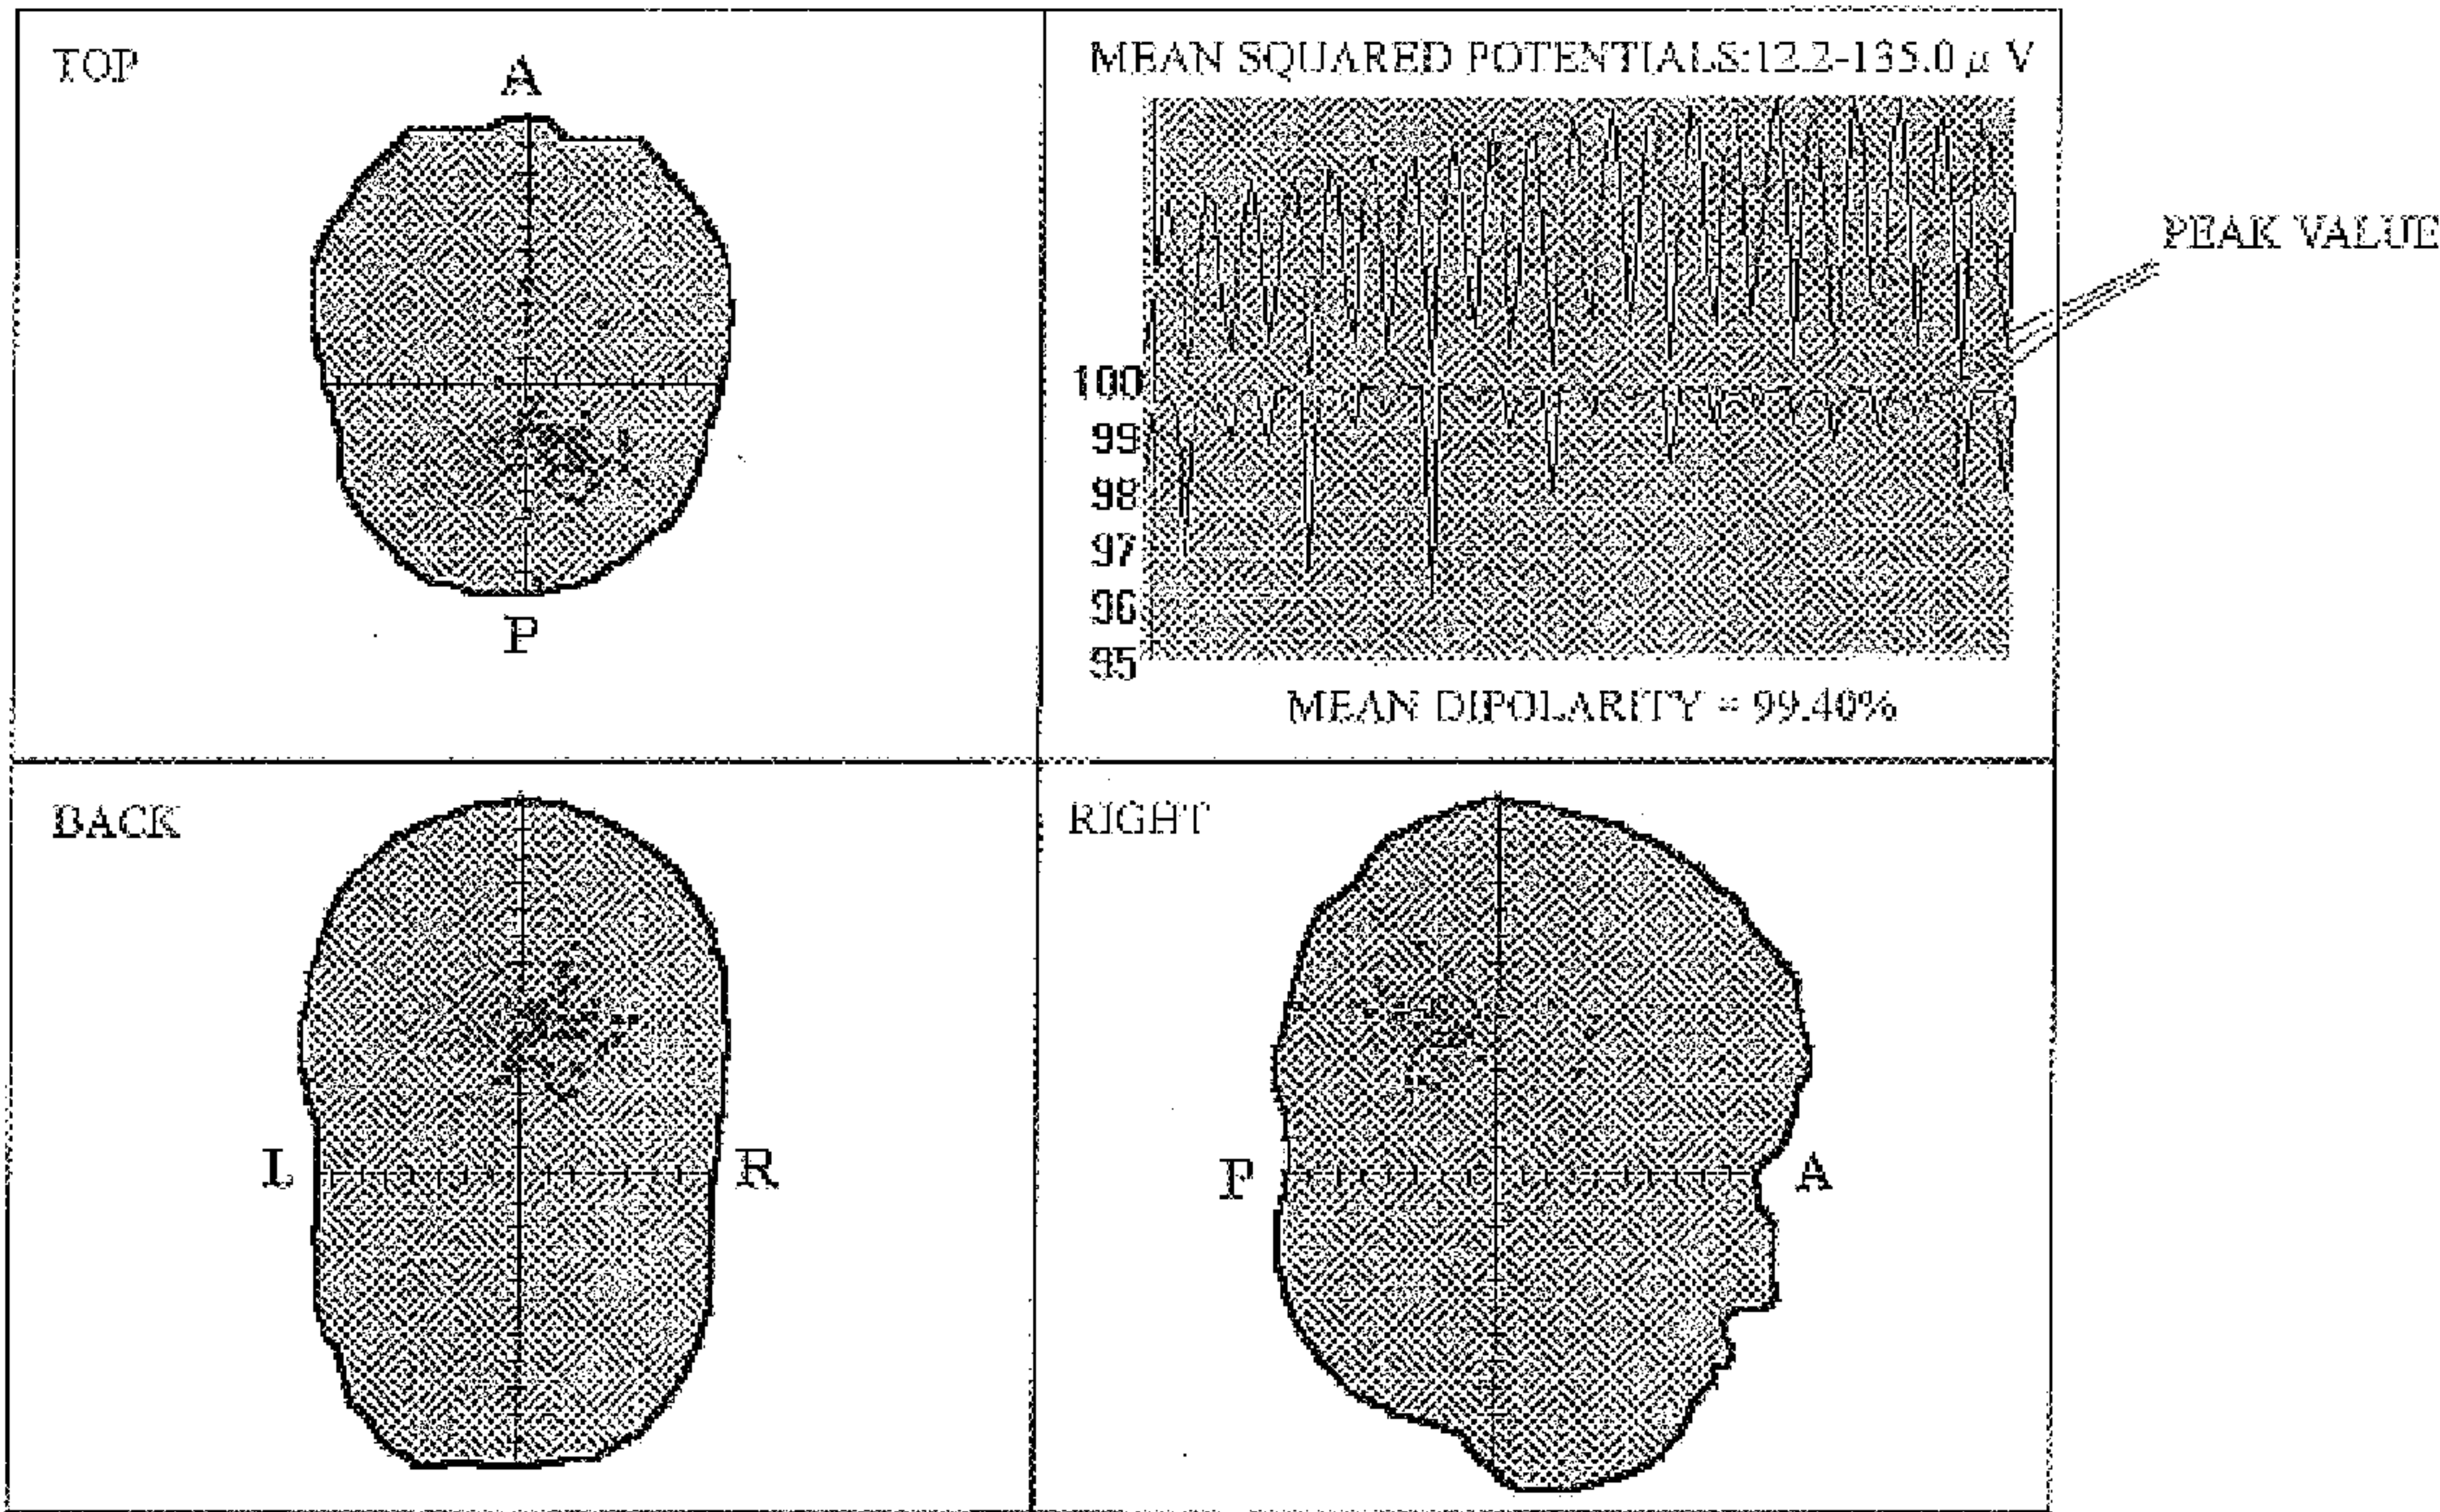 TOP
A
P
MEAN SQUARED POTENTIALS:12.2-135.0 μ V
PEAK VALUE
100
99
98
97
96
95
MEAN DIPOLARITY = 99.40%
BACK
L
R
RIGHT
P
A